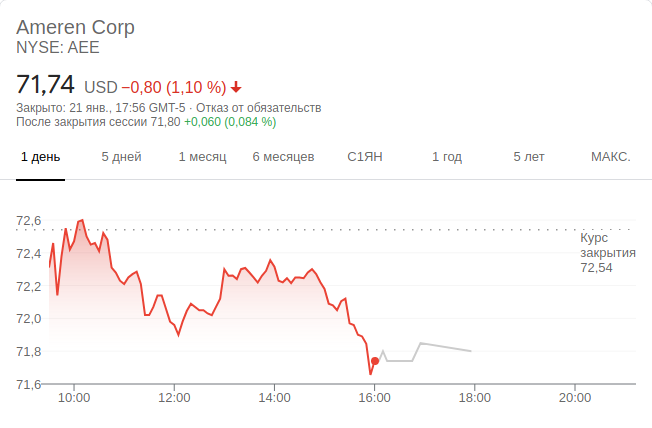 Ameren Corp
NYSE: AEE
71,74 USD −0,80 (1,10 %)
Закрыто: 21 янв., 17:56 GMT-5 · Отказ от обязательств
После закрытия сессии 71,80 +0,060 (0,084 %)
1 день 5 дней 1 месяц 6 месяцев С1ЯН 1 год 5 лет МАКС.
72,6
Курс
закрытия
72,54
72,4
72,2
72,0
71,8
71,6
10:00 12:00 14:00 16:00 18:00 20:00